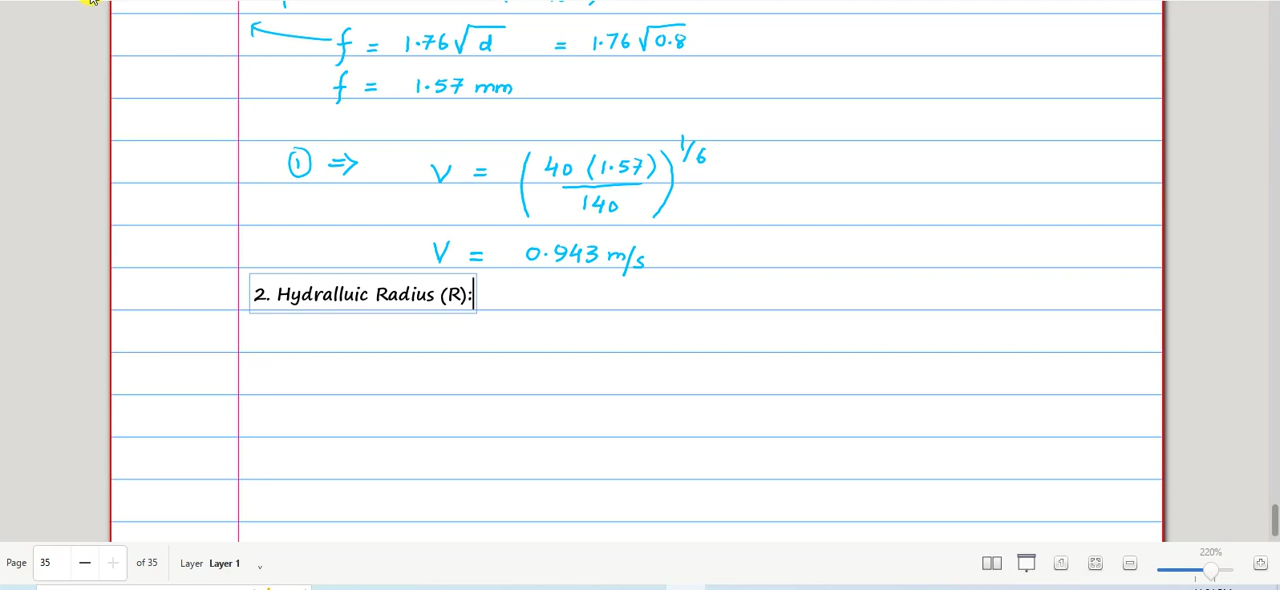 f = 1.76 √d = 1.76 √0.8
f = 1.57 mm
① ⇒ V = (40 (1.57) / 140)^1/6
V = 0.943 m/s
2. Hydralluic Radius (R):
Page 35 of 35 Layer Layer 1 220%